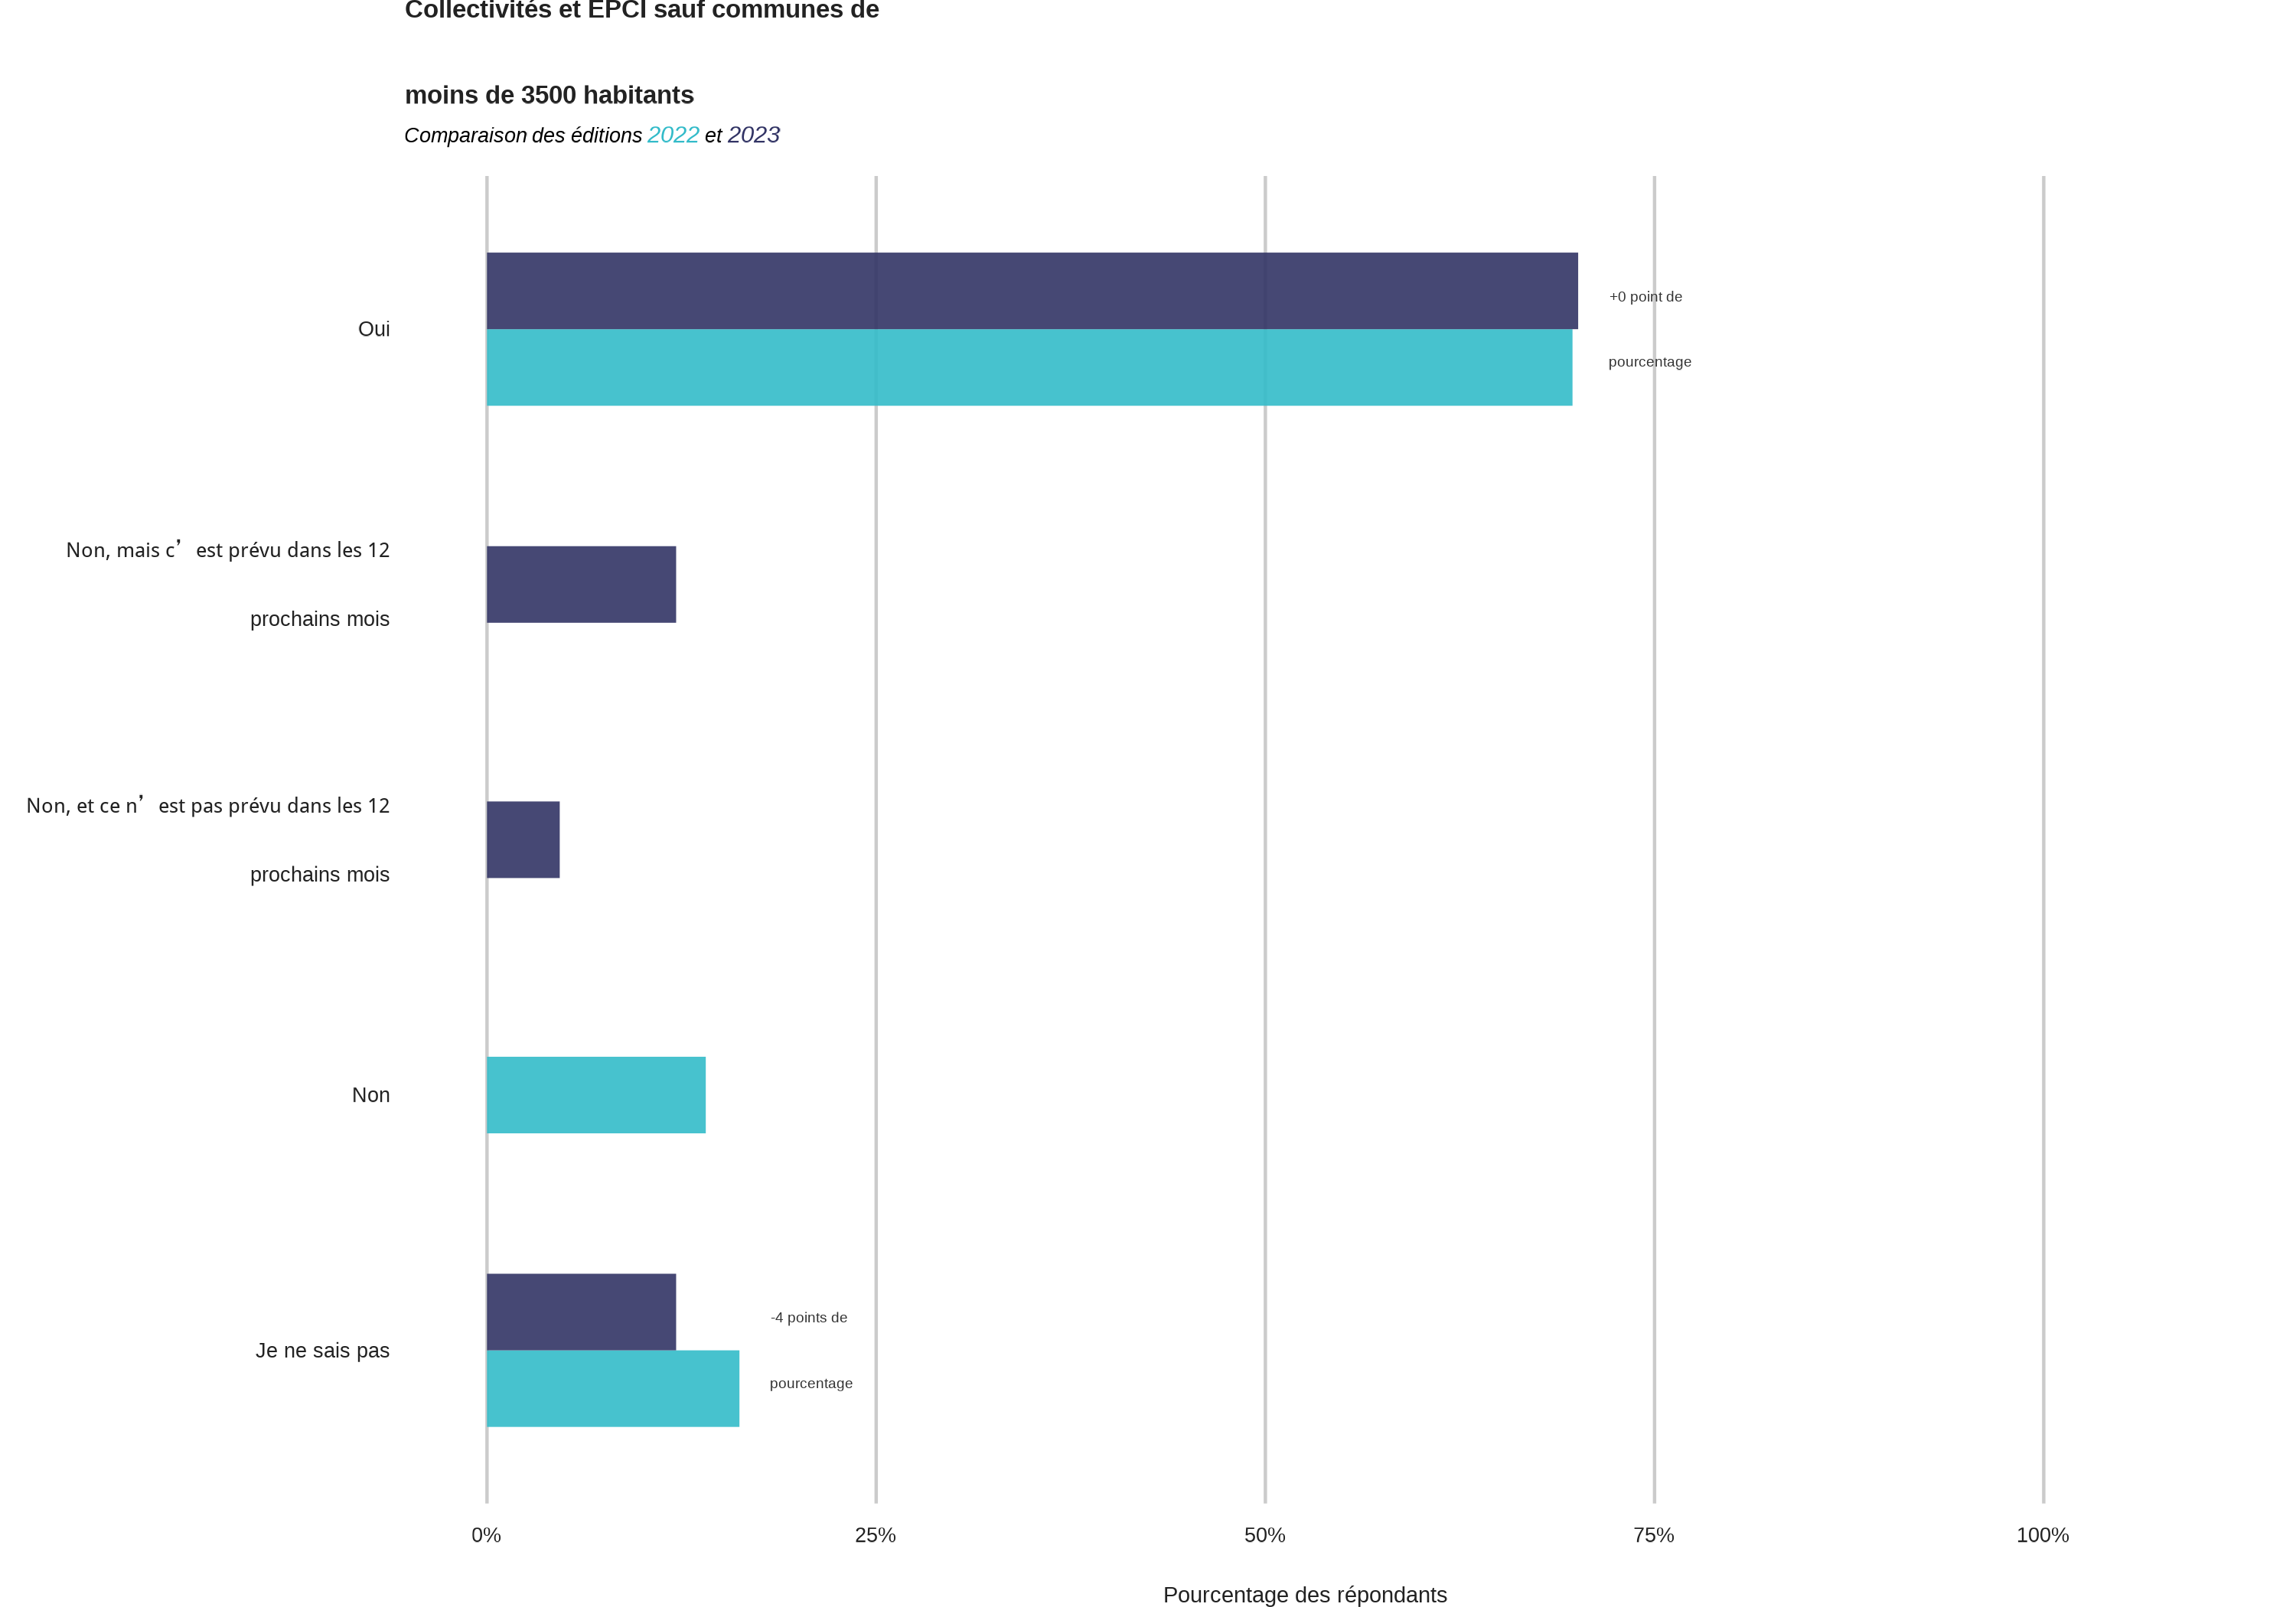 Collectivités et EPCI sauf communes de
moins de 3500 habitants
Comparaison des éditions 2022 et 2023
Oui
+0 point de
pourcentage
Non, mais c’est prévu dans les 12
prochains mois
Non, et ce n’est pas prévu dans les 12
prochains mois
Non
Je ne sais pas
-4 points de
pourcentage
0% 25% 50% 75% 100%
Pourcentage des répondants